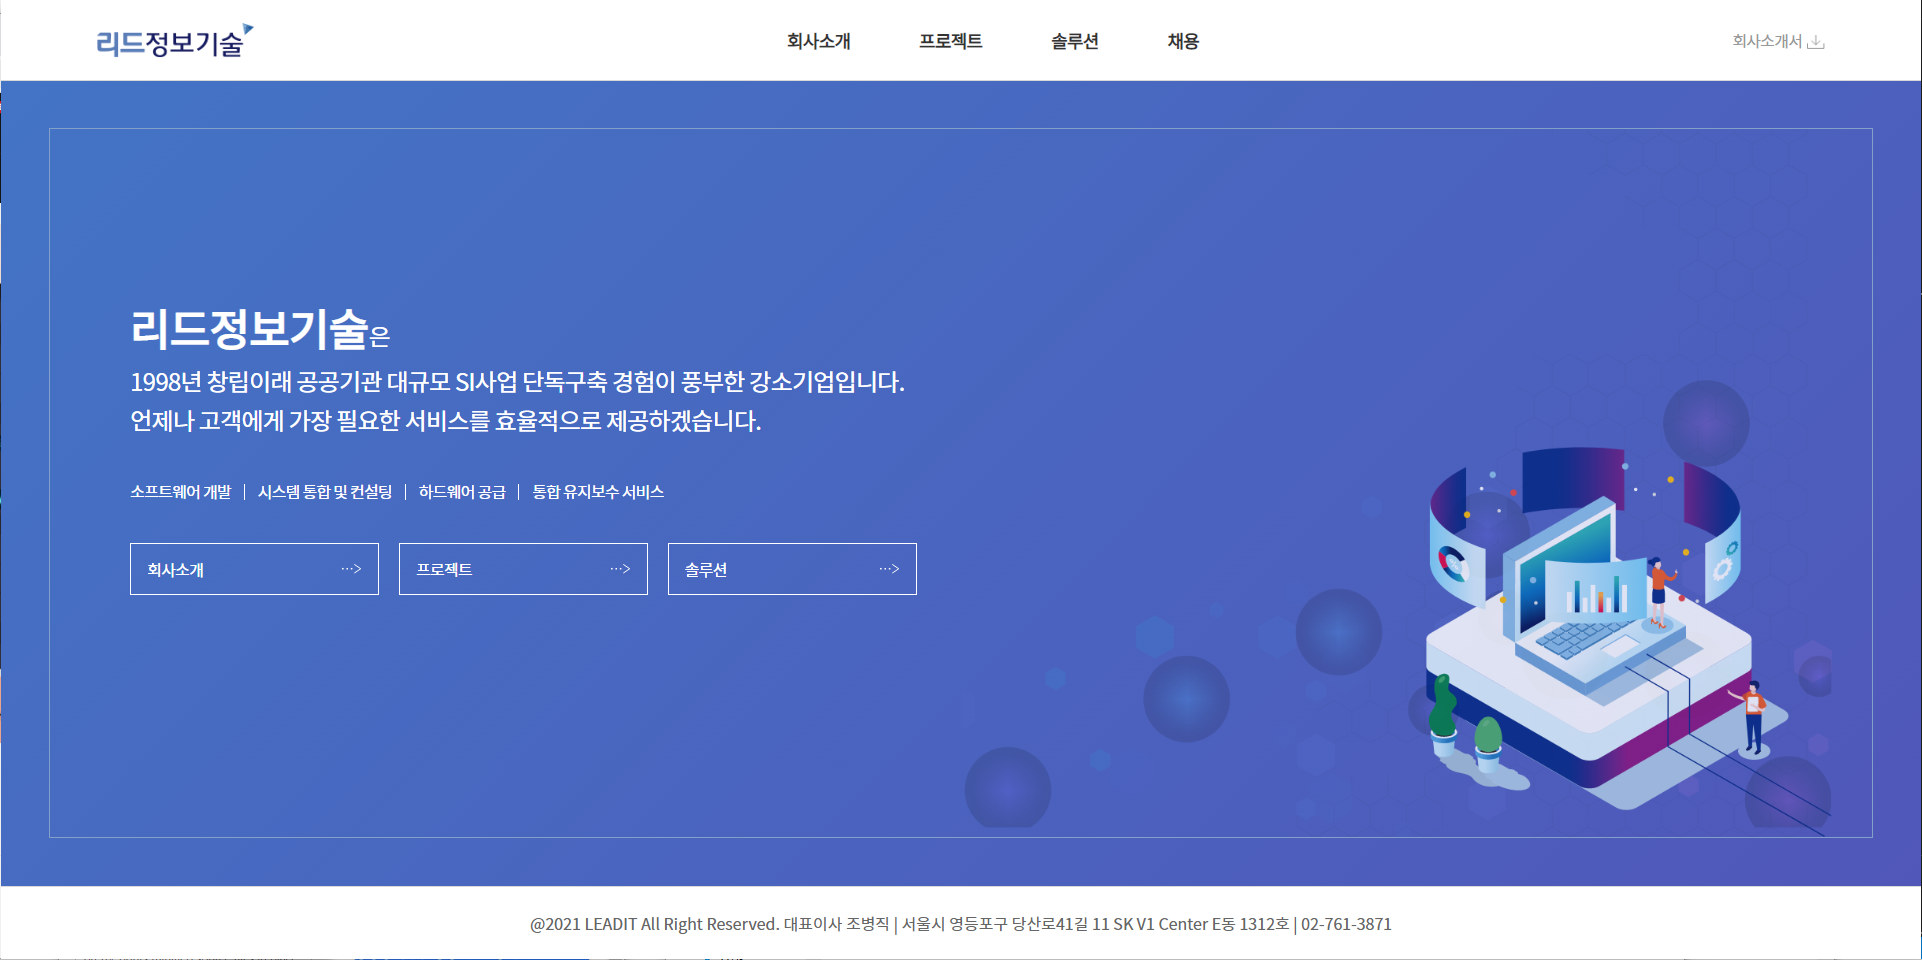 리드정보기술
회사소개
프로젝트
솔루션
채용
회사소개서
리드정보기술은
1998년 창립이래 공공기관 대규모 SI사업 단독구축 경험이 풍부한 강소기업입니다.
언제나 고객에게 가장 필요한 서비스를 효율적으로 제공하겠습니다.
소프트웨어 개발 | 시스템 통합 및 컨설팅 | 하드웨어 공급 | 통합 유지보수 서비스
회사소개
프로젝트
솔루션
@2021 LEADIT All Right Reserved. 대표이사 조병직 | 서울시 영등포구 당산로41길 11 SK V1 Center E동 1312호 | 02-761-3871